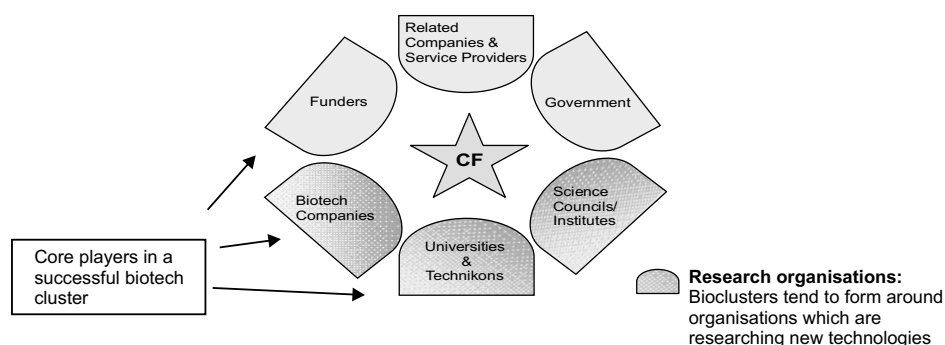 Related
Companies &
Service Providers
Funders
Government
CF
Biotech
Companies
Science
Councils/
Institutes
Universities
&
Technikons
Core players in a
successful biotech
cluster
Research organisations:
Bioclusters tend to form around
organisations which are
researching new technologies